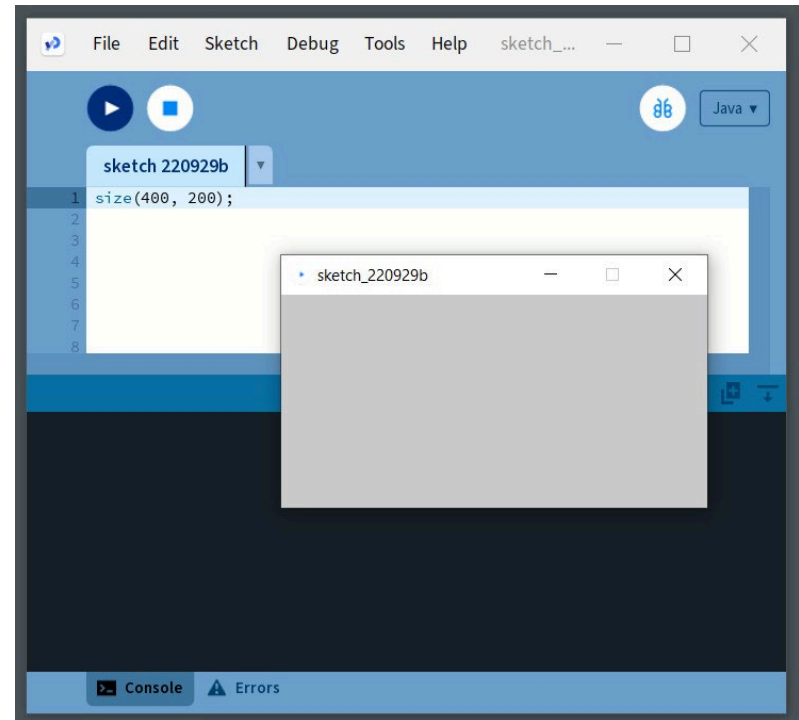 File Edit Sketch Debug Tools Help sketch_...
Java ▾
sketch 220929b ▾
1 size(400, 200);
2
3
4
5
6
7
8
sketch_220929b
Console Errors